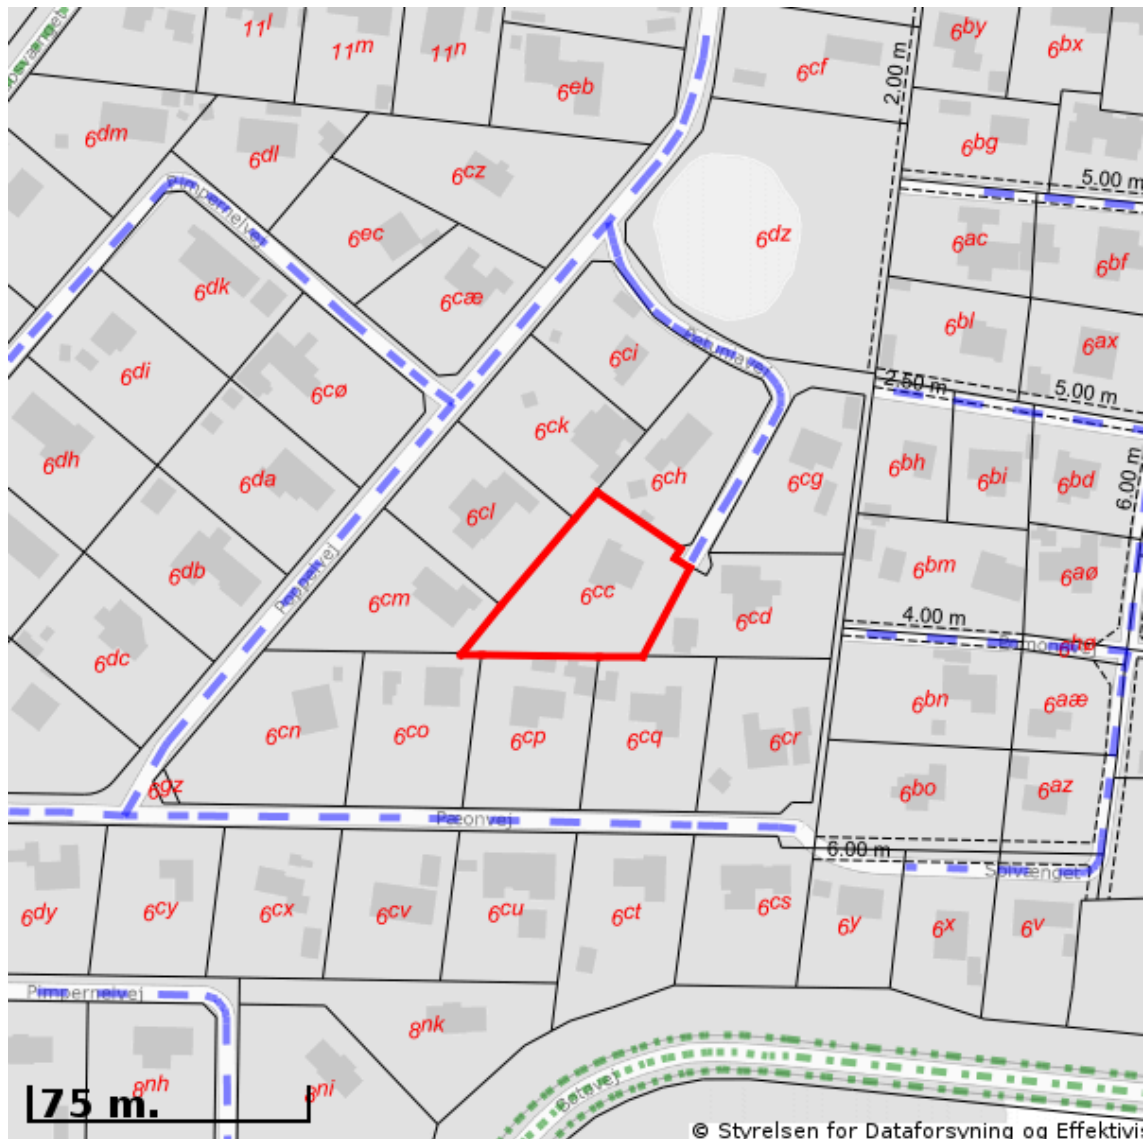 11l
11m
11n
6by
6bx
6cf
2.00 m
6eb
6dm
6dl
6cz
6bg
5.00 m
Pimpernelvej
6ec
6dz
6ac
6bf
6dk
6cæ
6bl
6ax
6di
6cø
6ci
Petuniavej
2.50 m
5.00 m
6ck
6dh
6da
6ch
6cg
6bh
6bi
6bd
6.00 m
6cl
6db
Poppelvej
6cm
6cc
6cd
6bm
6aø
4.00 m
6dc
6cn
6co
6cp
6cq
6cr
6bn
6aæ
6gz
6bo
6az
Pæonvej
6.00 m
Solvænget
6dy
6cy
6cx
6cv
6cu
6ct
6cs
6y
6x
6v
Pimpernelvej
8nk
8nh
8ni
Bøtøvej
75 m.
© Styrelsen for Dataforsyning og Effektivis